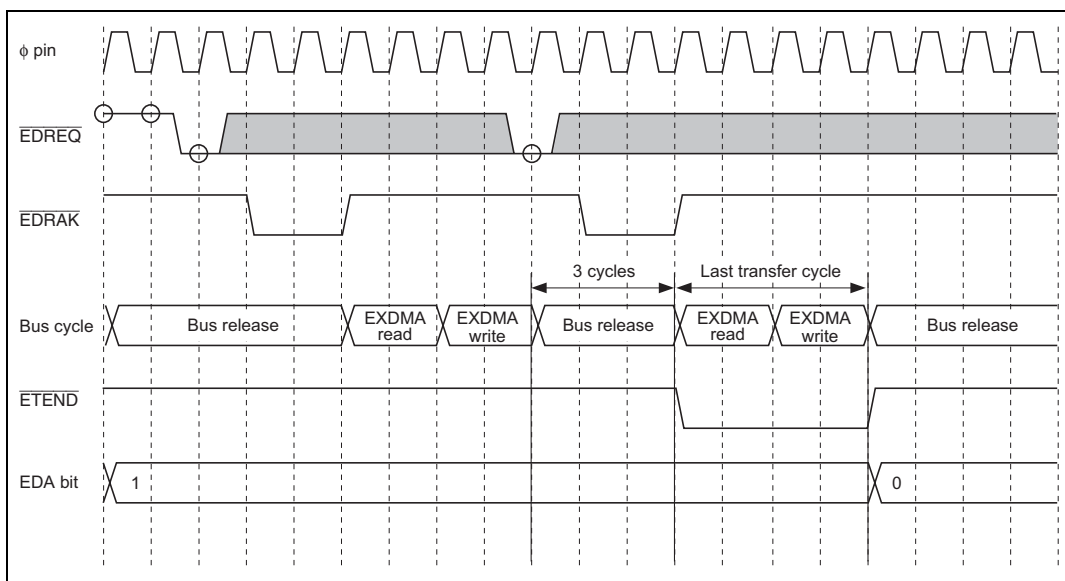 φ pin
EDREQ
EDRAK
3 cycles
Last transfer cycle
Bus cycle
Bus release
EXDMA
read
EXDMA
write
Bus release
EXDMA
read
EXDMA
write
Bus release
ETEND
EDA bit
1
0